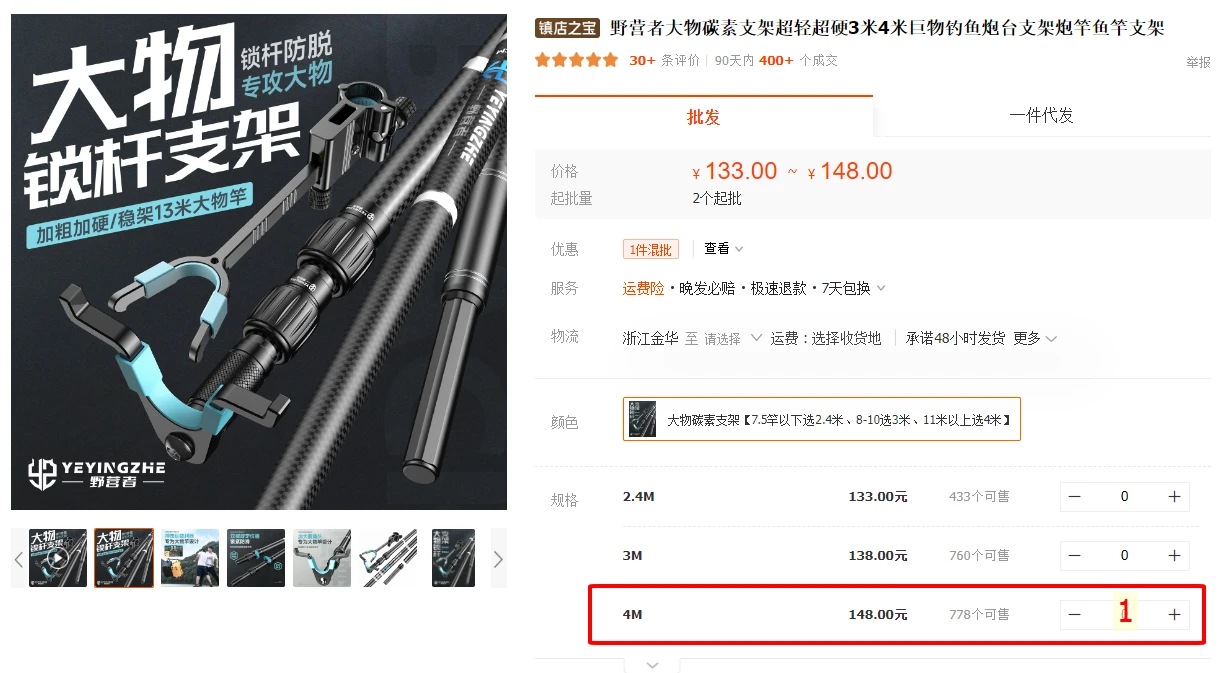 大物
锁杆防脱
专攻大物
锁杆支架
加粗加硬/稳架13米大物竿
YEYINGZHE
野营者
镇店之宝 野营者大物碳素支架超轻超硬3米4米巨物钓鱼炮台支架炮竿鱼竿支架
30+ 条评价 90天内 400+ 个成交
举报
批发
一件代发
价格
¥ 133.00 ~ ¥ 148.00
起批量
2个起批
优惠
1件混批
查看
服务
运费险·晚发必赔·极速退款·7天包换
物流
浙江金华 至 请选择 运费:选择收货地 承诺48小时发货 更多
颜色
大物碳素支架【7.5竿以下选2.4米、8-10选3米、11米以上选4米】
规格
2.4M 133.00元 433个可售 − 0 +
3M 138.00元 760个可售 − 0 +
4M 148.00元 778个可售 − 1 +